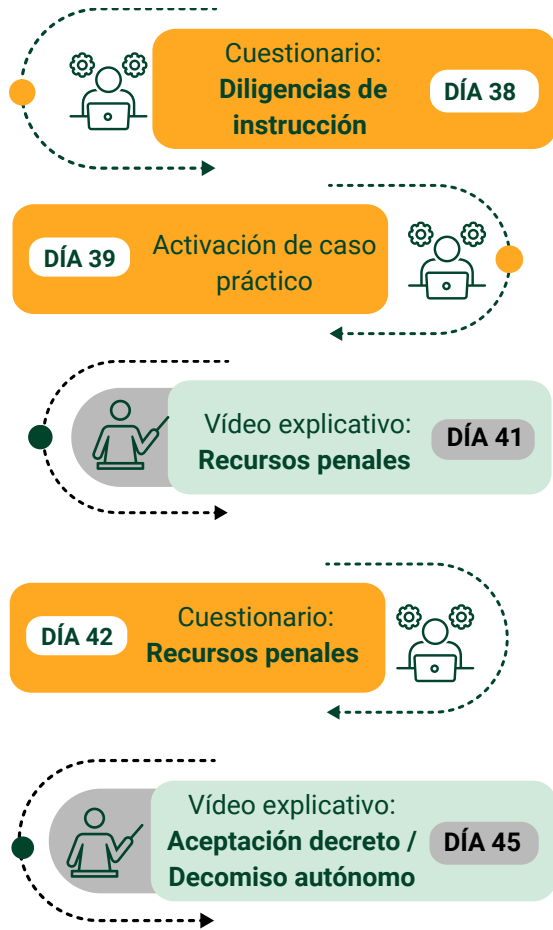 Cuestionario:
Diligencias de
instrucción
DÍA 38
DÍA 39
Activación de caso
práctico
Vídeo explicativo:
Recursos penales
DÍA 41
DÍA 42
Cuestionario:
Recursos penales
Vídeo explicativo:
Aceptación decreto /
Decomiso autónomo
DÍA 45